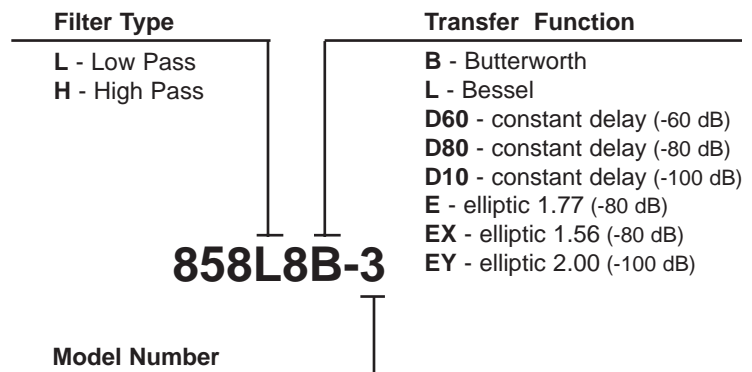 Filter Type
L - Low Pass
H - High Pass
Transfer Function
B - Butterworth
L - Bessel
D60 - constant delay (-60 dB)
D80 - constant delay (-80 dB)
D10 - constant delay (-100 dB)
E - elliptic 1.77 (-80 dB)
EX - elliptic 1.56 (-80 dB)
EY - elliptic 2.00 (-100 dB)
858L8B-3
Model Number